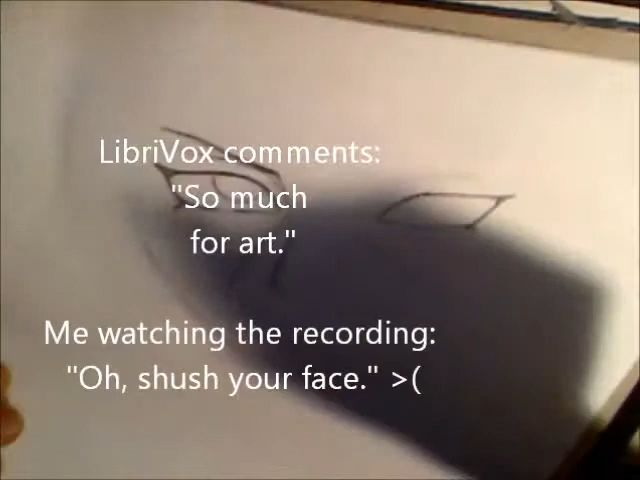 LibriVox comments:
"So much
for art."
Me watching the recording:
"Oh, shush your face." >(